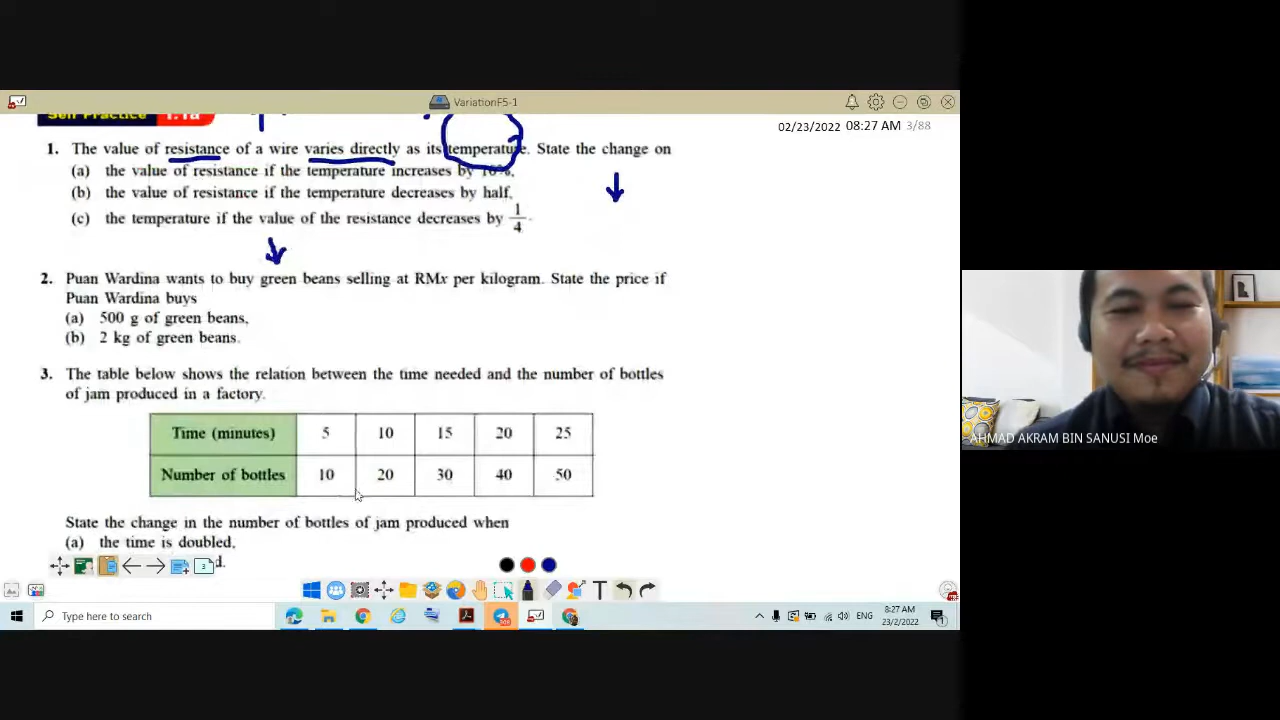 VariationF5-1
Self Practice 1.1a
02/23/2022 08:27 AM 3/88
1. The value of resistance of a wire varies directly as its temperature. State the change on
(a) the value of resistance if the temperature increases by 10%,
(b) the value of resistance if the temperature decreases by half,
(c) the temperature if the value of the resistance decreases by 1/4.
2. Puan Wardina wants to buy green beans selling at RMx per kilogram. State the price if
Puan Wardina buys
(a) 500 g of green beans,
(b) 2 kg of green beans.
3. The table below shows the relation between the time needed and the number of bottles
of jam produced in a factory.
Time (minutes) 5 10 15 20 25
Number of bottles 10 20 30 40 50
State the change in the number of bottles of jam produced when
(a) the time is doubled,
3
d.
T
Type here to search
ENG
8:27 AM
23/2/2022
AHMAD AKRAM BIN SANUSI Moe